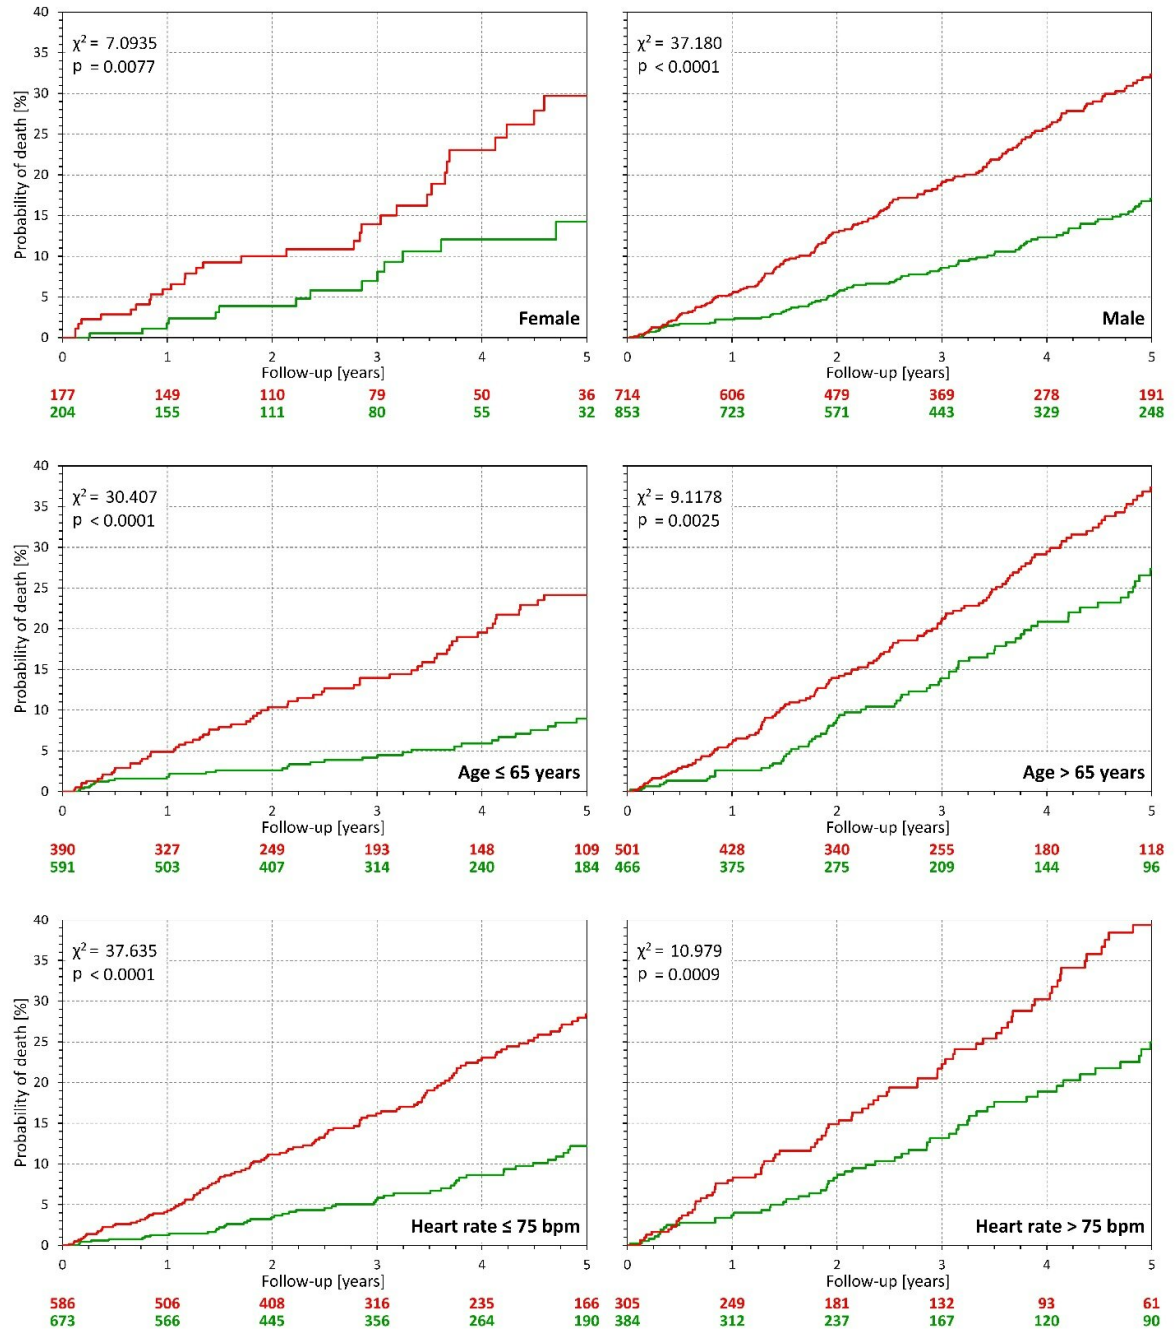 χ² = 7.0935
p = 0.0077
Probability of death [%]
40
35
30
25
20
15
10
5
0
Female
0 1 2 3 4 5
Follow-up [years]
177 149 110 79 50 36
204 155 111 80 55 32
χ² = 37.180
p < 0.0001
Male
0 1 2 3 4 5
Follow-up [years]
714 606 479 369 278 191
853 723 571 443 329 248
χ² = 30.407
p < 0.0001
Probability of death [%]
40
35
30
25
20
15
10
5
0
Age ≤ 65 years
0 1 2 3 4 5
Follow-up [years]
390 327 249 193 148 109
591 503 407 314 240 184
χ² = 9.1178
p = 0.0025
Age > 65 years
0 1 2 3 4 5
Follow-up [years]
501 428 340 255 180 118
466 375 275 209 144 96
χ² = 37.635
p < 0.0001
Probability of death [%]
40
35
30
25
20
15
10
5
0
Heart rate ≤ 75 bpm
0 1 2 3 4 5
Follow-up [years]
586 506 408 316 235 166
673 566 445 356 264 190
χ² = 10.979
p = 0.0009
Heart rate > 75 bpm
0 1 2 3 4 5
Follow-up [years]
305 249 181 132 93 61
384 312 237 167 120 90